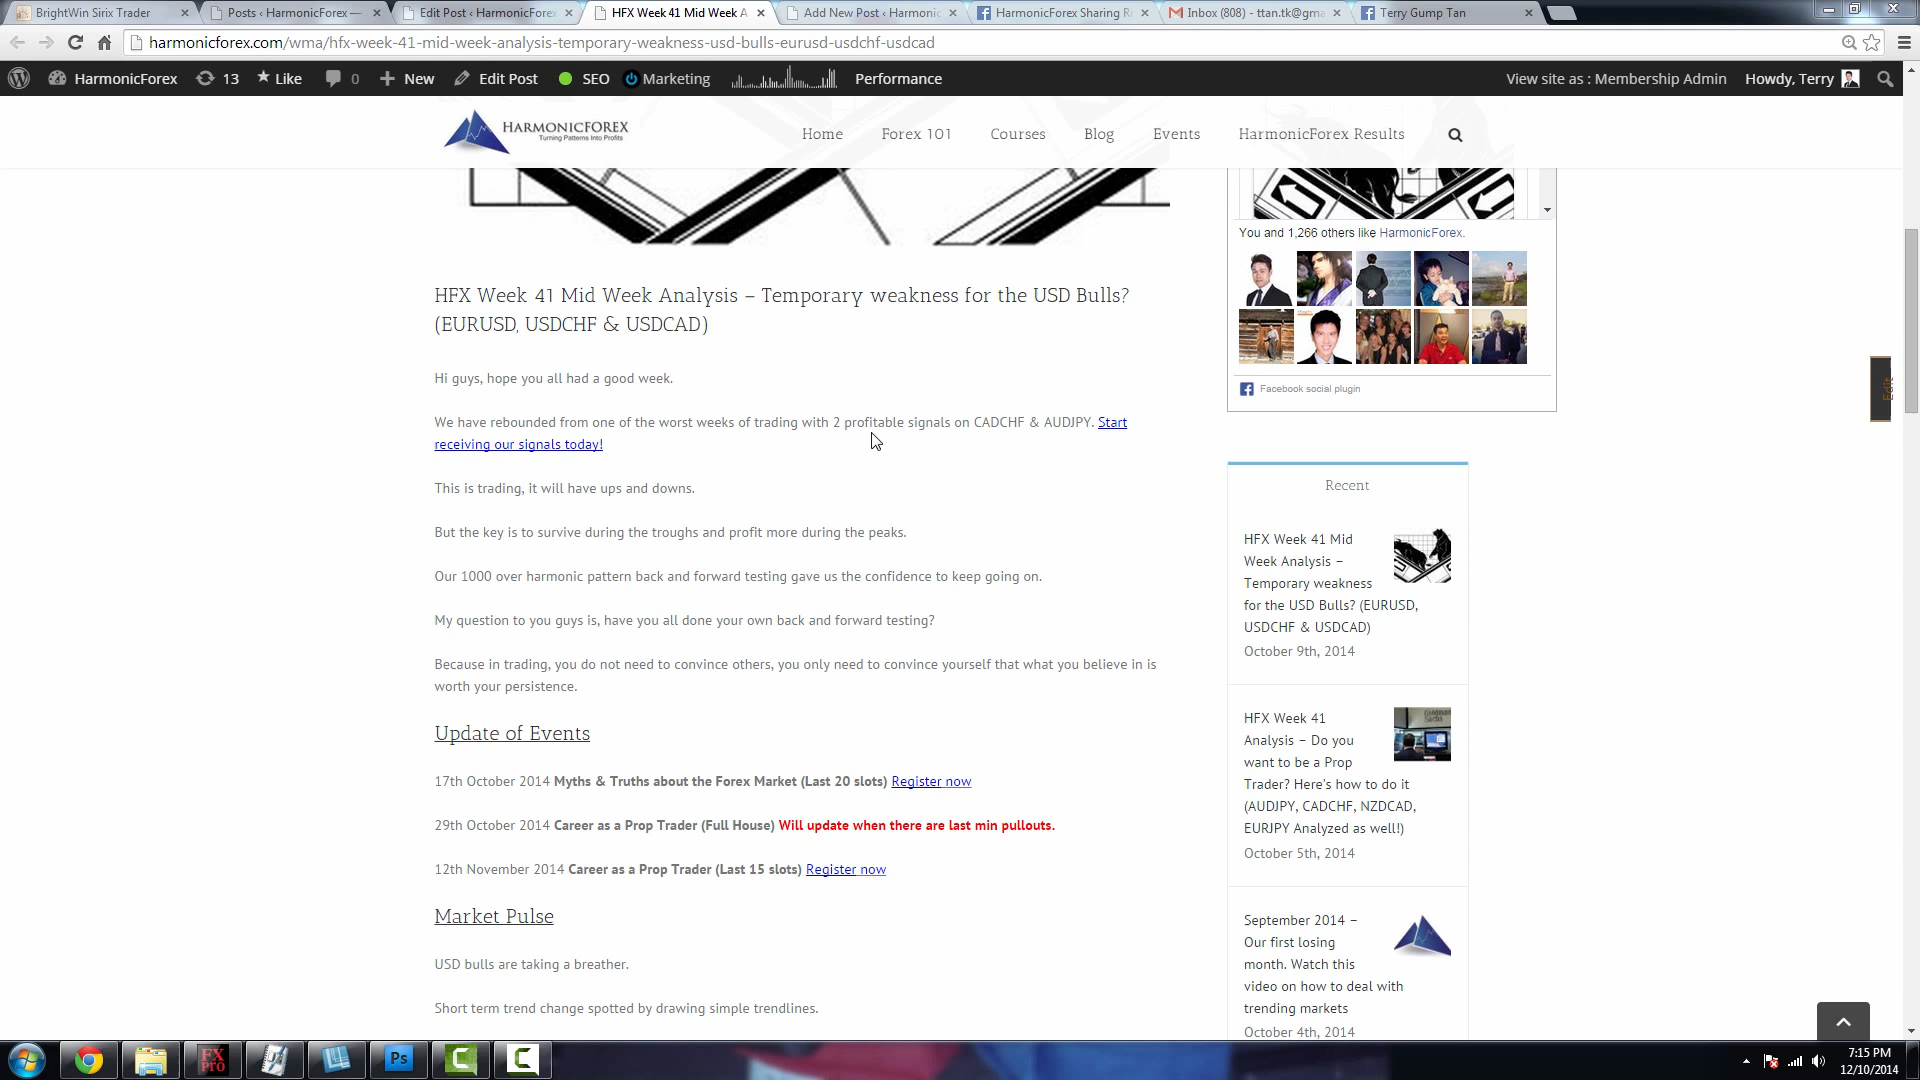 BrightWin Sirix Trader
Posts ‹ HarmonicForex —
Edit Post ‹ HarmonicForex
HFX Week 41 Mid Week A
Add New Post ‹ Harmonic
HarmonicForex Sharing R
Inbox (808) - ttan.tk@gma
Terry Gump Tan
harmonicforex.com/wma/hfx-week-41-mid-week-analysis-temporary-weakness-usd-bulls-eurusd-usdchf-usdcad
HarmonicForex 13 Like 0 New Edit Post SEO Marketing Performance View site as : Membership Admin Howdy, Terry
HARMONICFOREX
Turning Patterns Into Profits
Home Forex 101 Courses Blog Events HarmonicForex Results
You and 1,266 others like HarmonicForex.
Facebook social plugin
Edit
HFX Week 41 Mid Week Analysis – Temporary weakness for the USD Bulls?
(EURUSD, USDCHF & USDCAD)
Hi guys, hope you all had a good week.
We have rebounded from one of the worst weeks of trading with 2 profitable signals on CADCHF & AUDJPY. Start
receiving our signals today!
This is trading, it will have ups and downs.
But the key is to survive during the troughs and profit more during the peaks.
Our 1000 over harmonic pattern back and forward testing gave us the confidence to keep going on.
My question to you guys is, have you all done your own back and forward testing?
Because in trading, you do not need to convince others, you only need to convince yourself that what you believe in is
worth your persistence.
Update of Events
17th October 2014 Myths & Truths about the Forex Market (Last 20 slots) Register now
29th October 2014 Career as a Prop Trader (Full House) Will update when there are last min pullouts.
12th November 2014 Career as a Prop Trader (Last 15 slots) Register now
Market Pulse
USD bulls are taking a breather.
Short term trend change spotted by drawing simple trendlines.
Recent
HFX Week 41 Mid
Week Analysis –
Temporary weakness
for the USD Bulls? (EURUSD,
USDCHF & USDCAD)
October 9th, 2014
HFX Week 41
Analysis – Do you
want to be a Prop
Trader? Here's how to do it
(AUDJPY, CADCHF, NZDCAD,
EURJPY Analyzed as well!)
October 5th, 2014
September 2014 –
Our first losing
month. Watch this
video on how to deal with
trending markets
October 4th, 2014
FX
Pro
Ps
7:15 PM
12/10/2014